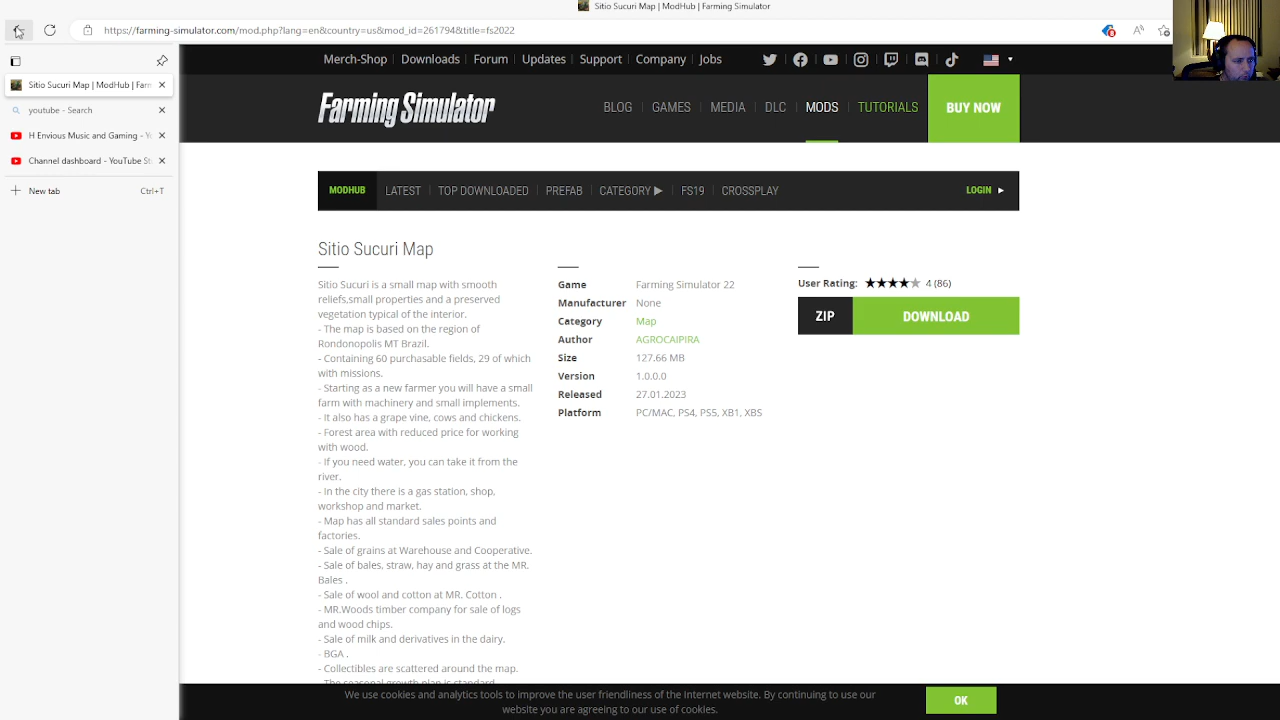 Sitio Sucuri Map | ModHub | Farming Simulator
https://farming-simulator.com/mod.php?lang=en&country=us&mod_id=261794&title=fs2022
Sitio Sucuri Map | ModHub | Farm
youtube - Search
H Envious Music and Gaming - Yo
Channel dashboard - YouTube Stu
New tab Ctrl+T
Merch-Shop Downloads Forum Updates Support Company Jobs
Farming Simulator BLOG GAMES MEDIA DLC MODS TUTORIALS BUY NOW
MODHUB LATEST TOP DOWNLOADED PREFAB CATEGORY ▶ FS19 CROSSPLAY LOGIN ▶
Sitio Sucuri Map
Sitio Sucuri is a small map with smooth
reliefs,small properties and a preserved
vegetation typical of the interior.
- The map is based on the region of
Rondonopolis MT Brazil.
- Containing 60 purchasable fields, 29 of which
with missions.
- Starting as a new farmer you will have a small
farm with machinery and small implements.
- It also has a grape vine, cows and chickens.
- Forest area with reduced price for working
with wood.
- If you need water, you can take it from the
river.
- In the city there is a gas station, shop,
workshop and market.
- Map has all standard sales points and
factories.
- Sale of grains at Warehouse and Cooperative.
- Sale of bales, straw, hay and grass at the MR.
Bales .
- Sale of wool and cotton at MR. Cotton .
- MR.Woods timber company for sale of logs
and wood chips.
- Sale of milk and derivatives in the dairy.
- BGA .
- Collectibles are scattered around the map.
- The seasonal growth plan is standard
Game Farming Simulator 22
Manufacturer None
Category Map
Author AGROCAIPIRA
Size 127.66 MB
Version 1.0.0.0
Released 27.01.2023
Platform PC/MAC, PS4, PS5, XB1, XBS
User Rating: ★★★★★ 4 (86)
ZIP DOWNLOAD
We use cookies and analytics tools to improve the user friendliness of the Internet website. By continuing to use our
website you are agreeing to our use of cookies.
OK